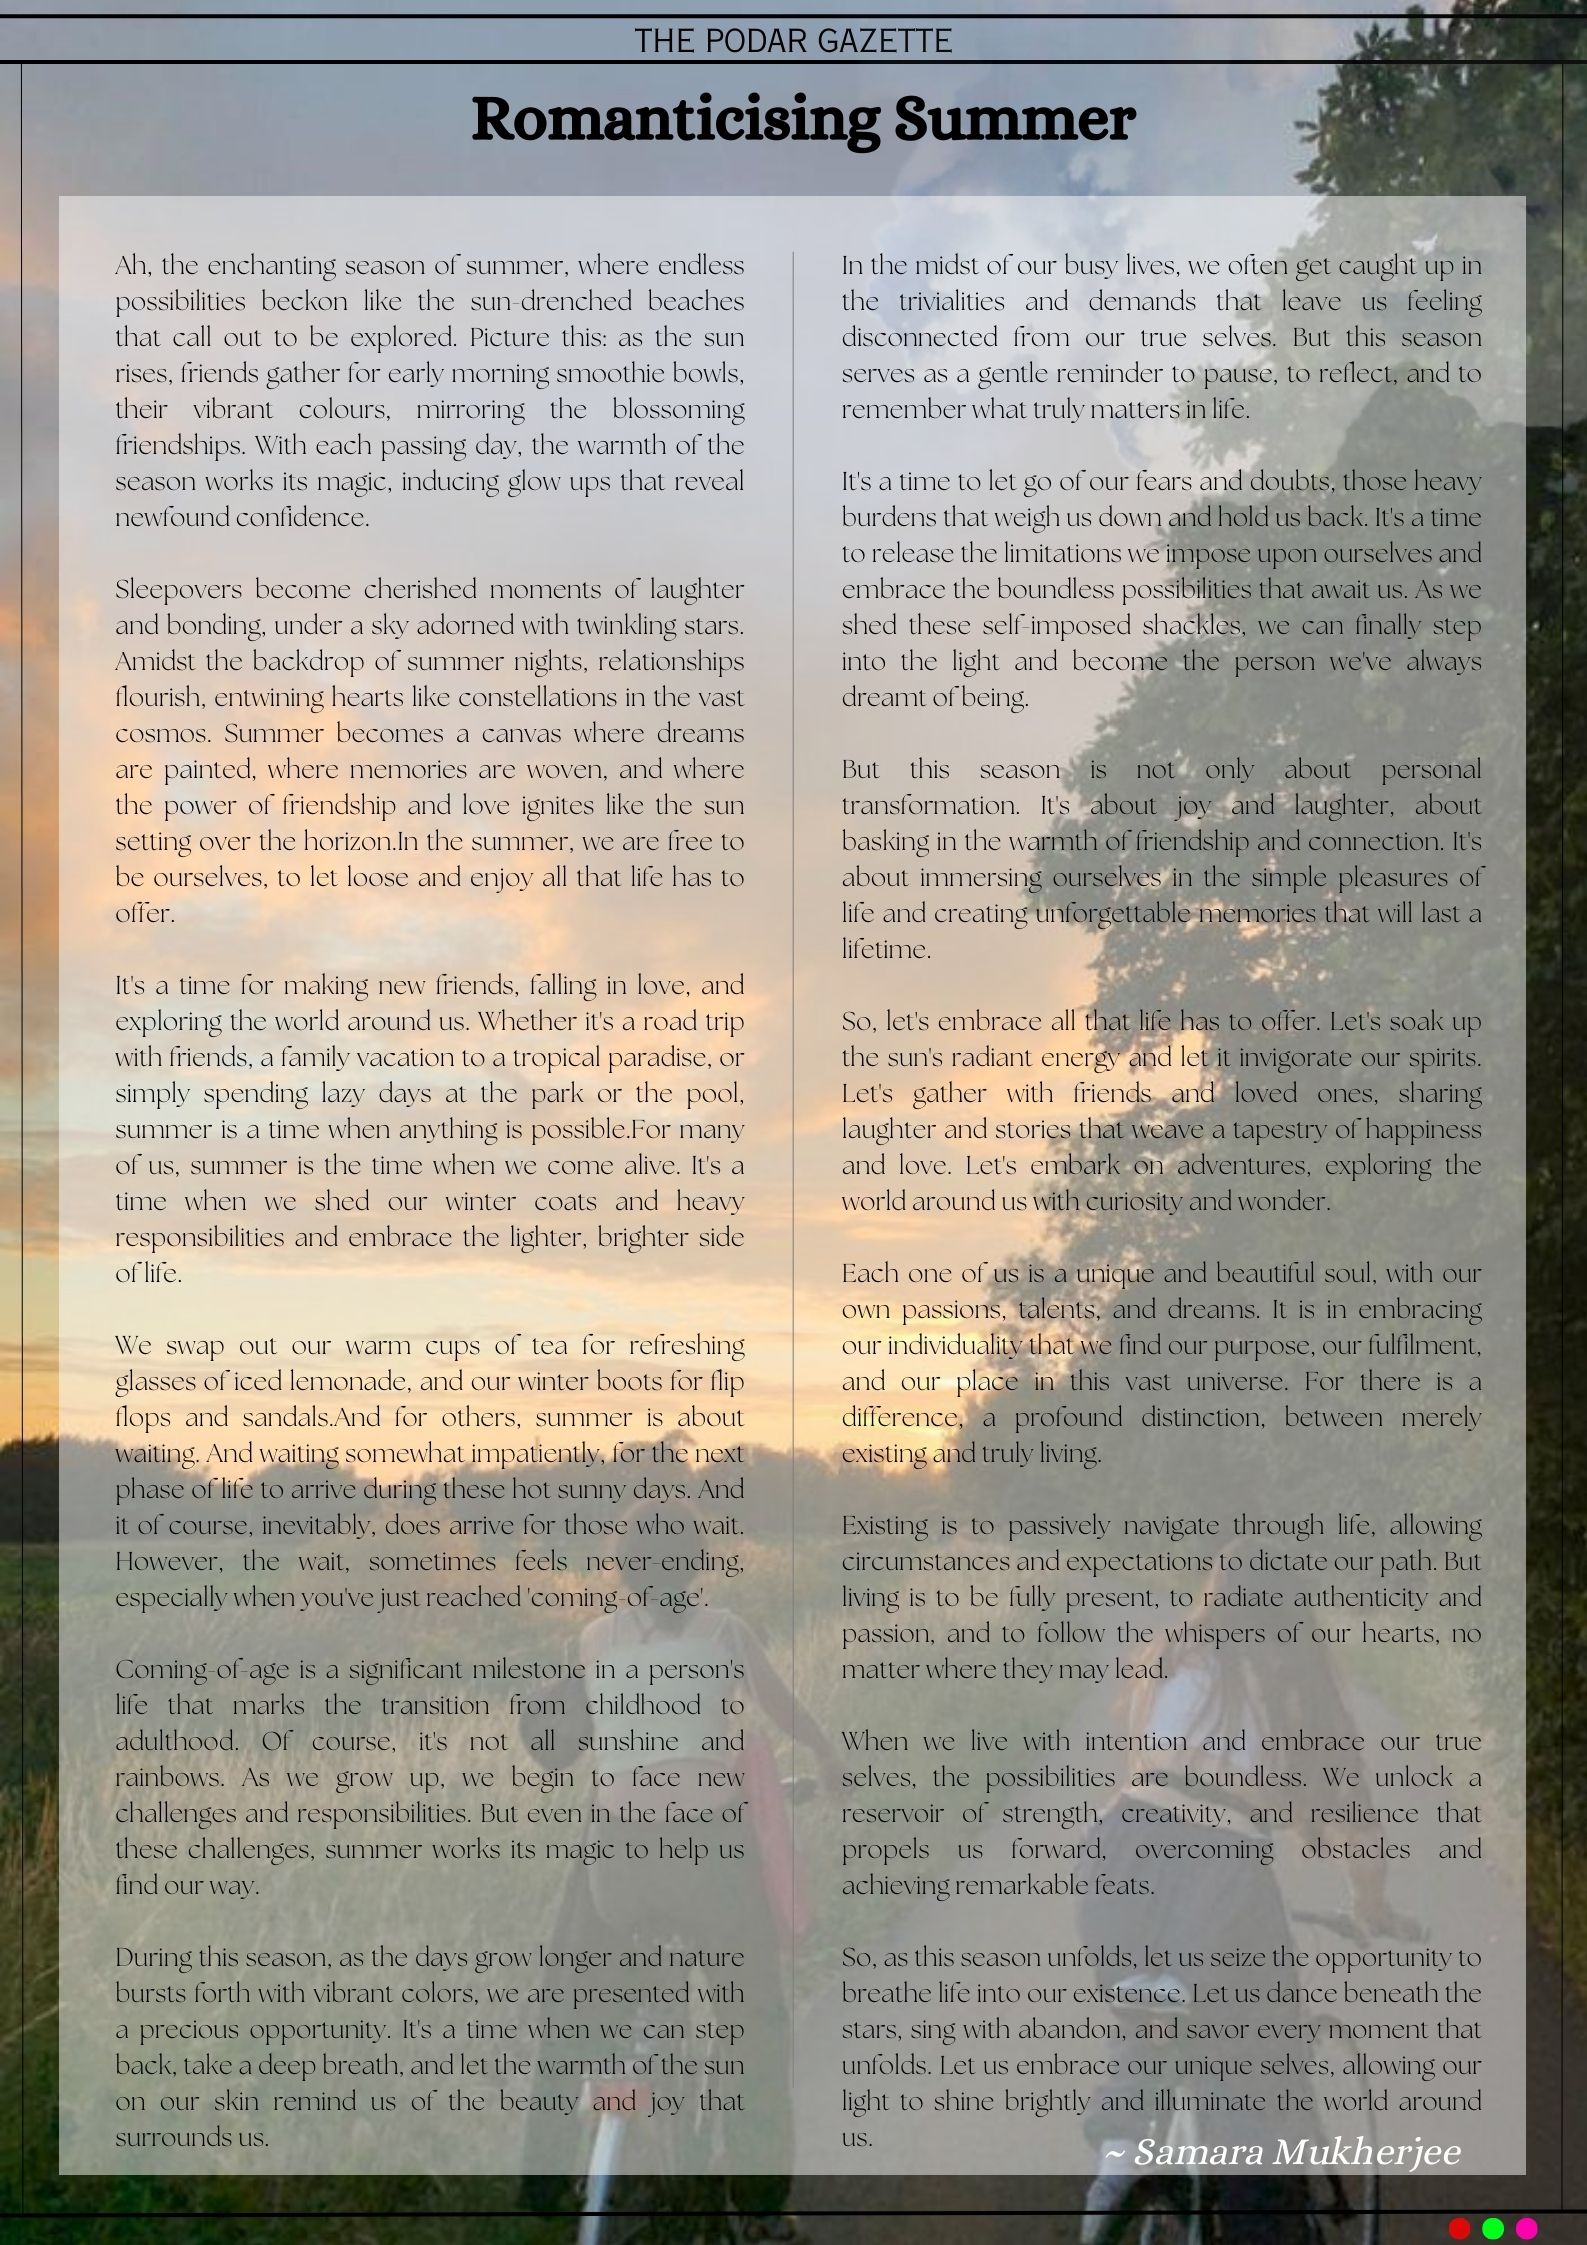 THE PODAR GAZETTE
Romanticising Summer
Ah, the enchanting season of summer, where endless
possibilities beckon like the sun-drenched beaches
that call out to be explored. Picture this: as the sun
rises, friends gather for early morning smoothie bowls,
their vibrant colours, mirroring the blossoming
friendships. With each passing day, the warmth of the
season works its magic, inducing glow ups that reveal
newfound confidence.
Sleepovers become cherished moments of laughter
and bonding, under a sky adorned with twinkling stars.
Amidst the backdrop of summer nights, relationships
flourish, entwining hearts like constellations in the vast
cosmos. Summer becomes a canvas where dreams
are painted, where memories are woven, and where
the power of friendship and love ignites like the sun
setting over the horizon.In the summer, we are free to
be ourselves, to let loose and enjoy all that life has to
offer.
It's a time for making new friends, falling in love, and
exploring the world around us. Whether it's a road trip
with friends, a family vacation to a tropical paradise, or
simply spending lazy days at the park or the pool,
summer is a time when anything is possible.For many
of us, summer is the time when we come alive. It's a
time when we shed our winter coats and heavy
responsibilities and embrace the lighter, brighter side
of life.
We swap out our warm cups of tea for refreshing
glasses of iced lemonade, and our winter boots for flip
flops and sandals.And for others, summer is about
waiting. And waiting somewhat impatiently, for the next
phase of life to arrive during these hot sunny days. And
it of course, inevitably, does arrive for those who wait.
However, the wait, sometimes feels never-ending,
especially when you've just reached 'coming-of-age'.
Coming-of-age is a significant milestone in a person's
life that marks the transition from childhood to
adulthood. Of course, it's not all sunshine and
rainbows. As we grow up, we begin to face new
challenges and responsibilities. But even in the face of
these challenges, summer works its magic to help us
find our way.
During this season, as the days grow longer and nature
bursts forth with vibrant colors, we are presented with
a precious opportunity. It's a time when we can step
back, take a deep breath, and let the warmth of the sun
on our skin remind us of the beauty and joy that
surrounds us.
In the midst of our busy lives, we often get caught up in
the trivialities and demands that leave us feeling
disconnected from our true selves. But this season
serves as a gentle reminder to pause, to reflect, and to
remember what truly matters in life.
It's a time to let go of our fears and doubts, those heavy
burdens that weigh us down and hold us back. It's a time
to release the limitations we impose upon ourselves and
embrace the boundless possibilities that await us. As we
shed these self-imposed shackles, we can finally step
into the light and become the person we've always
dreamt of being.
But this season is not only about personal
transformation. It's about joy and laughter, about
basking in the warmth of friendship and connection. It's
about immersing ourselves in the simple pleasures of
life and creating unforgettable memories that will last a
lifetime.
So, let's embrace all that life has to offer. Let's soak up
the sun's radiant energy and let it invigorate our spirits.
Let's gather with friends and loved ones, sharing
laughter and stories that weave a tapestry of happiness
and love. Let's embark on adventures, exploring the
world around us with curiosity and wonder.
Each one of us is a unique and beautiful soul, with our
own passions, talents, and dreams. It is in embracing
our individuality that we find our purpose, our fulfilment,
and our place in this vast universe. For there is a
difference, a profound distinction, between merely
existing and truly living.
Existing is to passively navigate through life, allowing
circumstances and expectations to dictate our path. But
living is to be fully present, to radiate authenticity and
passion, and to follow the whispers of our hearts, no
matter where they may lead.
When we live with intention and embrace our true
selves, the possibilities are boundless. We unlock a
reservoir of strength, creativity, and resilience that
propels us forward, overcoming obstacles and
achieving remarkable feats.
So, as this season unfolds, let us seize the opportunity to
breathe life into our existence. Let us dance beneath the
stars, sing with abandon, and savor every moment that
unfolds. Let us embrace our unique selves, allowing our
light to shine brightly and illuminate the world around
us.
~ Samara Mukherjee